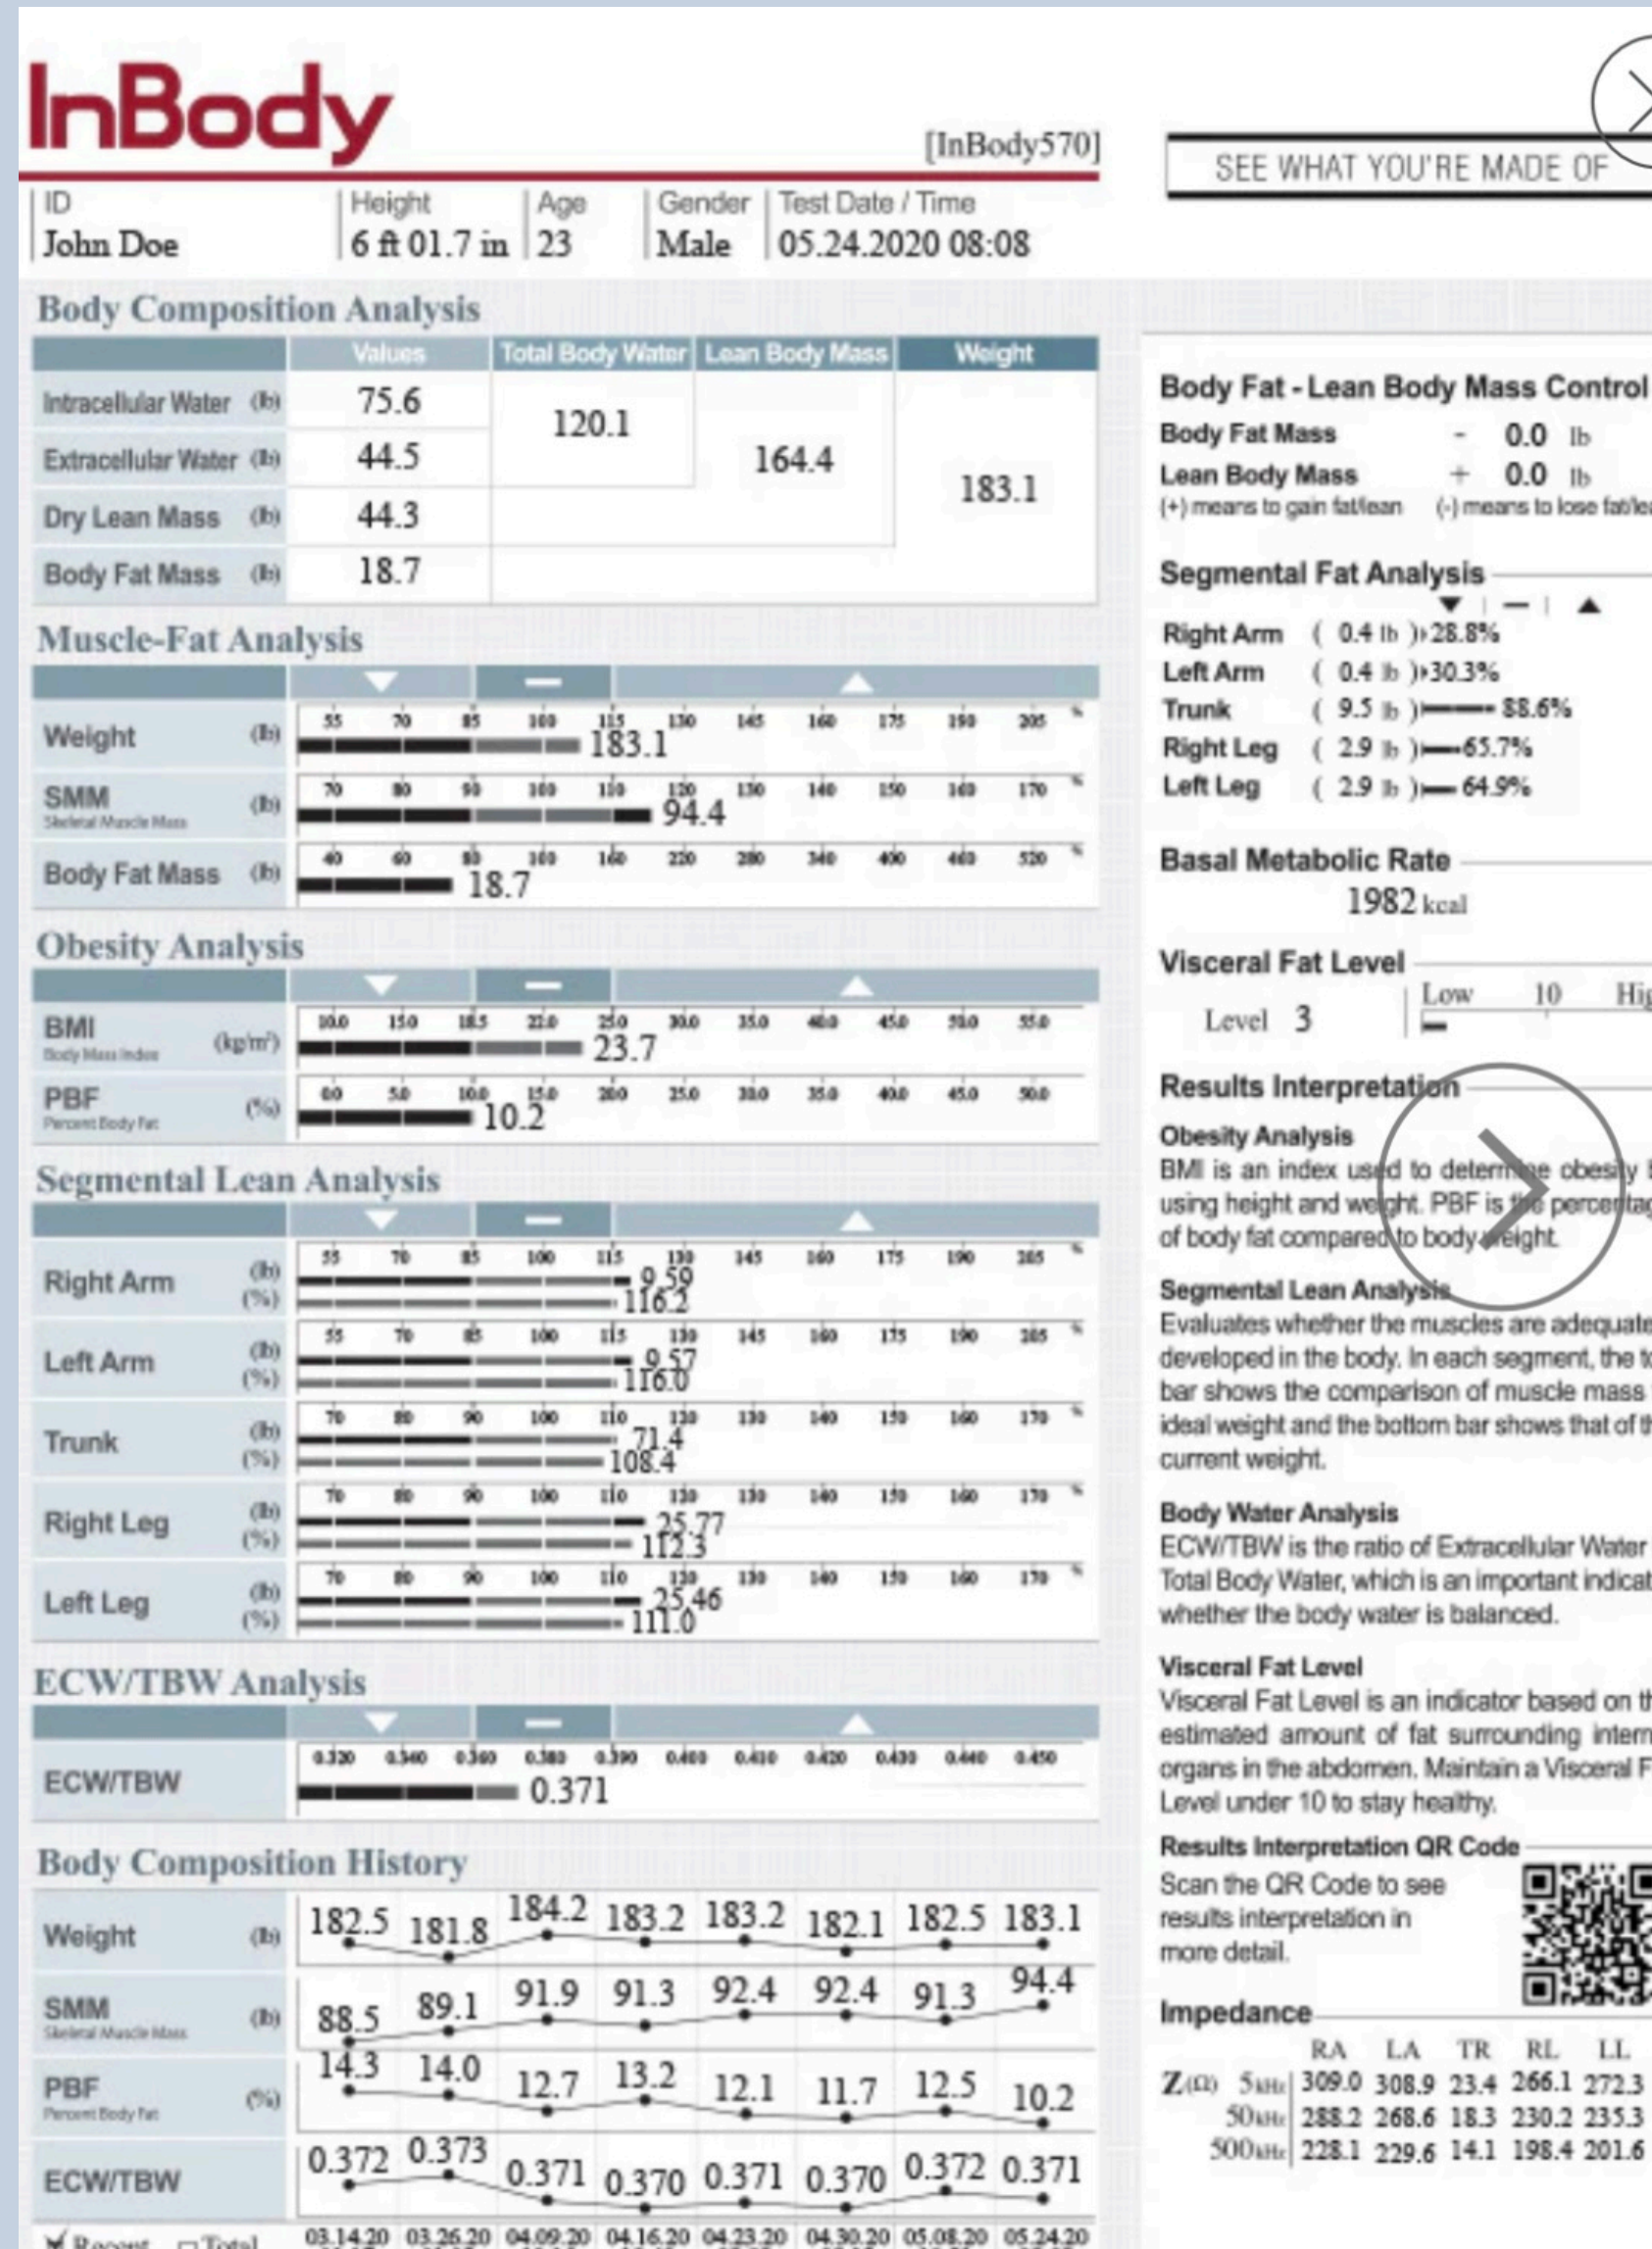 InBody
[InBody570]
SEE WHAT YOU'RE MADE OF
ID Height Age Gender Test Date / Time
John Doe 6 ft 01.7 in 23 Male 05.24.2020 08:08
Body Composition Analysis
Values Total Body Water Lean Body Mass Weight
Intracellular Water (lb) 75.6
120.1
Extracellular Water (lb) 44.5
164.4
183.1
Dry Lean Mass (lb) 44.3
Body Fat Mass (lb) 18.7
Muscle-Fat Analysis
55 70 85 100 115 130 145 160 175 190 205 %
Weight (lb) 183.1
70 80 90 100 110 120 130 140 150 160 170 %
SMM (lb) 94.4
Skeletal Muscle Mass
40 60 80 100 160 220 280 340 400 460 520 %
Body Fat Mass (lb) 18.7
Obesity Analysis
10.0 15.0 18.5 22.0 25.0 30.0 35.0 40.0 45.0 50.0 55.0
BMI (kg/m²) 23.7
Body Mass Index
0.0 5.0 10.0 15.0 20.0 25.0 30.0 35.0 40.0 45.0 50.0
PBF (%) 10.2
Percent Body Fat
Segmental Lean Analysis
55 70 85 100 115 130 145 160 175 190 205 %
Right Arm (lb) 9.59
(%) 116.2
55 70 85 100 115 130 145 160 175 190 205 %
Left Arm (lb) 9.57
(%) 116.0
70 80 90 100 110 120 130 140 150 160 170 %
Trunk (lb) 71.4
(%) 108.4
70 80 90 100 110 120 130 140 150 160 170 %
Right Leg (lb) 25.77
(%) 112.3
70 80 90 100 110 120 130 140 150 160 170 %
Left Leg (lb) 25.46
(%) 111.0
ECW/TBW Analysis
0.320 0.340 0.360 0.380 0.390 0.400 0.410 0.420 0.430 0.440 0.450
ECW/TBW 0.371
Body Composition History
Weight (lb) 182.5 181.8 184.2 183.2 183.2 182.1 182.5 183.1
SMM (lb) 88.5 89.1 91.9 91.3 92.4 92.4 91.3 94.4
Skeletal Muscle Mass
PBF (%) 14.3 14.0 12.7 13.2 12.1 11.7 12.5 10.2
Percent Body Fat
ECW/TBW 0.372 0.373 0.371 0.370 0.371 0.370 0.372 0.371
Recent Total 03.14.20 03.26.20 04.09.20 04.16.20 04.23.20 04.30.20 05.08.20 05.24.20
Body Fat - Lean Body Mass Control
Body Fat Mass - 0.0 lb
Lean Body Mass + 0.0 lb
(+) means to gain fat/lean (-) means to lose
Segmental Fat Analysis
Right Arm ( 0.4 lb ) 28.8%
Left Arm ( 0.4 lb ) 30.3%
Trunk ( 9.5 lb ) 88.6%
Right Leg ( 2.9 lb ) 65.7%
Left Leg ( 2.9 lb ) 64.9%
Basal Metabolic Rate
1982 kcal
Visceral Fat Level
Low 10
Level 3
Results Interpretation
Obesity Analysis
BMI is an index used to determine obesity
using height and weight. PBF is the
of body fat compared to body weight.
Segmental Lean Analysis
Evaluates whether the muscles are
developed in the body. In each segment, the
bar shows the comparison of muscle mass
ideal weight and the bottom bar shows that of
current weight.
Body Water Analysis
ECW/TBW is the ratio of Extracellular Water
Total Body Water, which is an important
whether the body water is balanced.
Visceral Fat Level
Visceral Fat Level is an indicator based on
estimated amount of fat surrounding
organs in the abdomen. Maintain a Visceral
Level under 10 to stay healthy.
Results Interpretation QR Code
Scan the QR Code to see
results interpretation in
more detail.
Impedance
RA LA TR RL LL
Z(Ω) 5 kHz 309.0 308.9 23.4 266.1 272.3
50 kHz 288.2 268.6 18.3 230.2 235.3
500 kHz 228.1 229.6 14.1 198.4 201.6